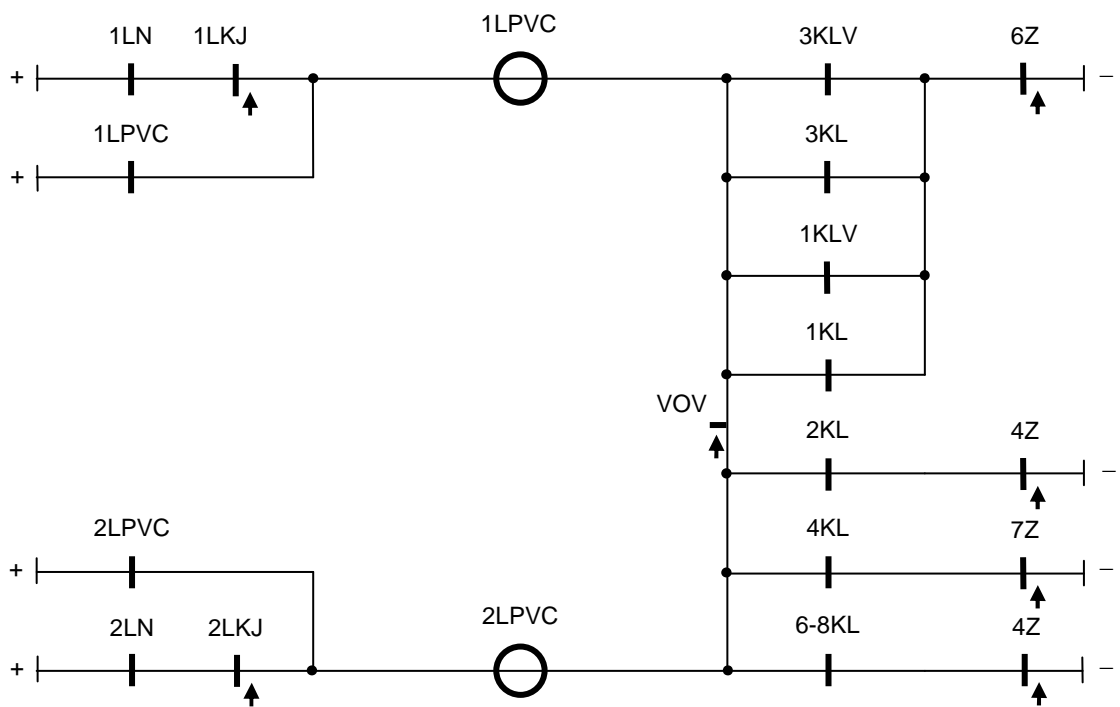 1LPVC
1LN 1LKJ 3KLV 6Z
+ −
1LPVC 3KL
+
1KLV
1KL
VOV
2KL 4Z
−
2LPVC 4KL 7Z
+ −
2LPVC
2LN 2LKJ 6-8KL 4Z
+ −